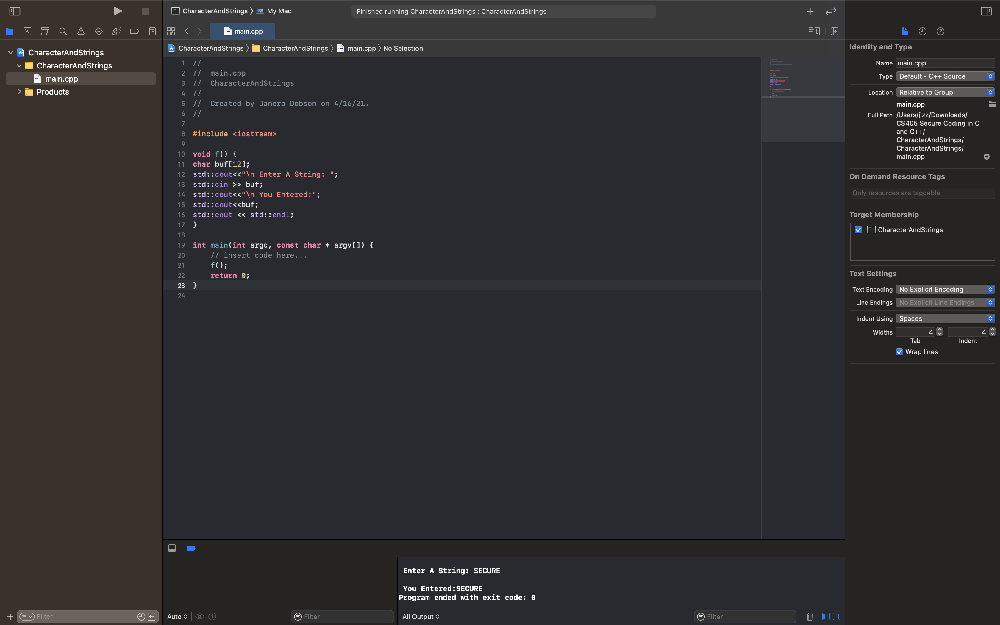 CharacterAndStrings 〉 My Mac
Finished running CharacterAndStrings : CharacterAndStrings
main.cpp
CharacterAndStrings 〉 CharacterAndStrings 〉 main.cpp 〉 No Selection
CharacterAndStrings
CharacterAndStrings
main.cpp
Products
1 //
2 //  main.cpp
3 //  CharacterAndStrings
4 //
5 //  Created by Janera Dobson on 4/16/21.
6 //
7
8 #include <iostream>
9
10 void f() {
11 char buf[12];
12 std::cout<<"\n Enter A String: ";
13 std::cin >> buf;
14 std::cout<<"\n You Entered:";
15 std::cout<<buf;
16 std::cout << std::endl;
17 }
18
19 int main(int argc, const char * argv[]) {
20     // insert code here...
21     f();
22     return 0;
23 }
24
Identity and Type
Name main.cpp
Type Default - C++ Source
Location Relative to Group
main.cpp
Full Path /Users/jizz/Downloads/
CS405 Secure Coding in C
and C++/
CharacterAndStrings/
CharacterAndStrings/
main.cpp
On Demand Resource Tags
Only resources are taggable
Target Membership
CharacterAndStrings
Text Settings
Text Encoding No Explicit Encoding
Line Endings No Explicit Line Endings
Indent Using Spaces
Widths 4 4
Tab Indent
Wrap lines
Enter A String: SECURE
You Entered:SECURE
Program ended with exit code: 0
Filter
Auto
Filter
All Output
Filter